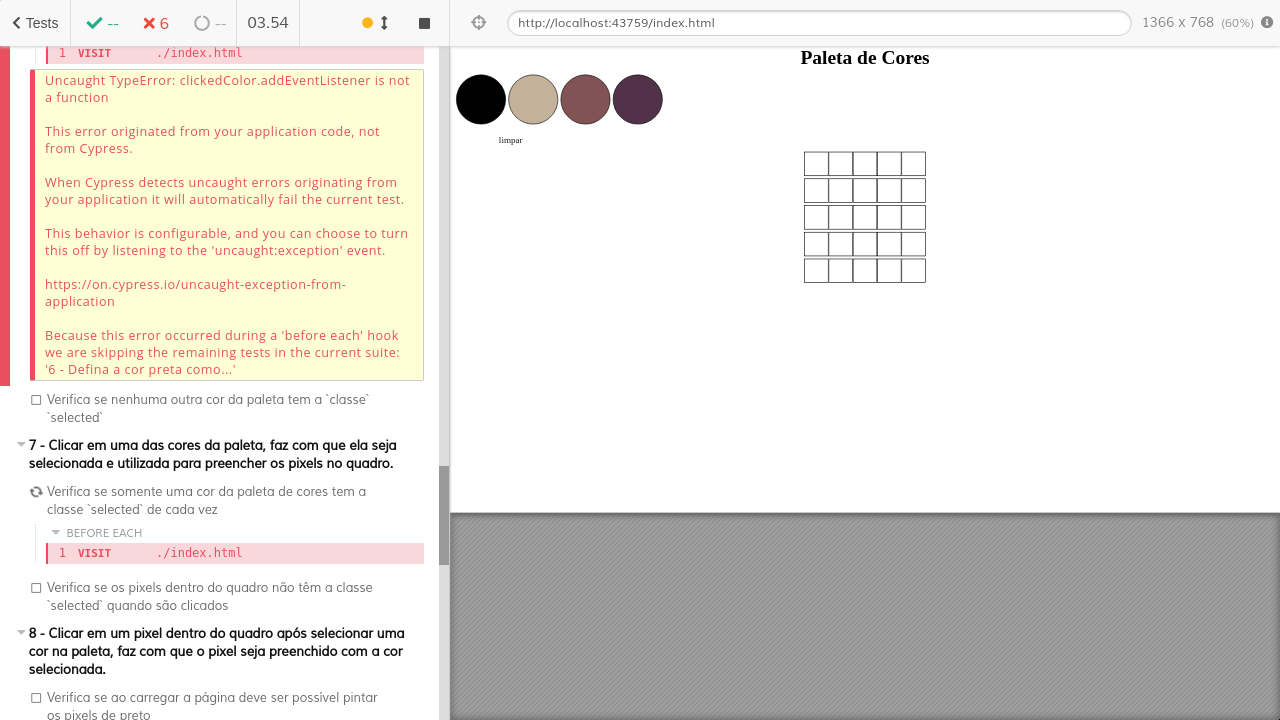 Tests
--
6
--
03.54
http://localhost:43759/index.html
1366 x 768 (60%)
1 VISIT ./index.html
Uncaught TypeError: clickedColor.addEventListener is not
a function
This error originated from your application code, not
from Cypress.
When Cypress detects uncaught errors originating from
your application it will automatically fail the current test.
This behavior is configurable, and you can choose to turn
this off by listening to the 'uncaught:exception' event.
https://on.cypress.io/uncaught-exception-from-
application
Because this error occurred during a 'before each' hook
we are skipping the remaining tests in the current suite:
'6 - Defina a cor preta como...'
Verifica se nenhuma outra cor da paleta tem a `classe`
`selected`
7 - Clicar em uma das cores da paleta, faz com que ela seja
selecionada e utilizada para preencher os pixels no quadro.
Verifica se somente uma cor da paleta de cores tem a
classe `selected` de cada vez
BEFORE EACH
1 VISIT ./index.html
Verifica se os pixels dentro do quadro não têm a classe
`selected` quando são clicados
8 - Clicar em um pixel dentro do quadro após selecionar uma
cor na paleta, faz com que o pixel seja preenchido com a cor
selecionada.
Verifica se ao carregar a página deve ser possível pintar
os pixels de preto
Paleta de Cores
limpar